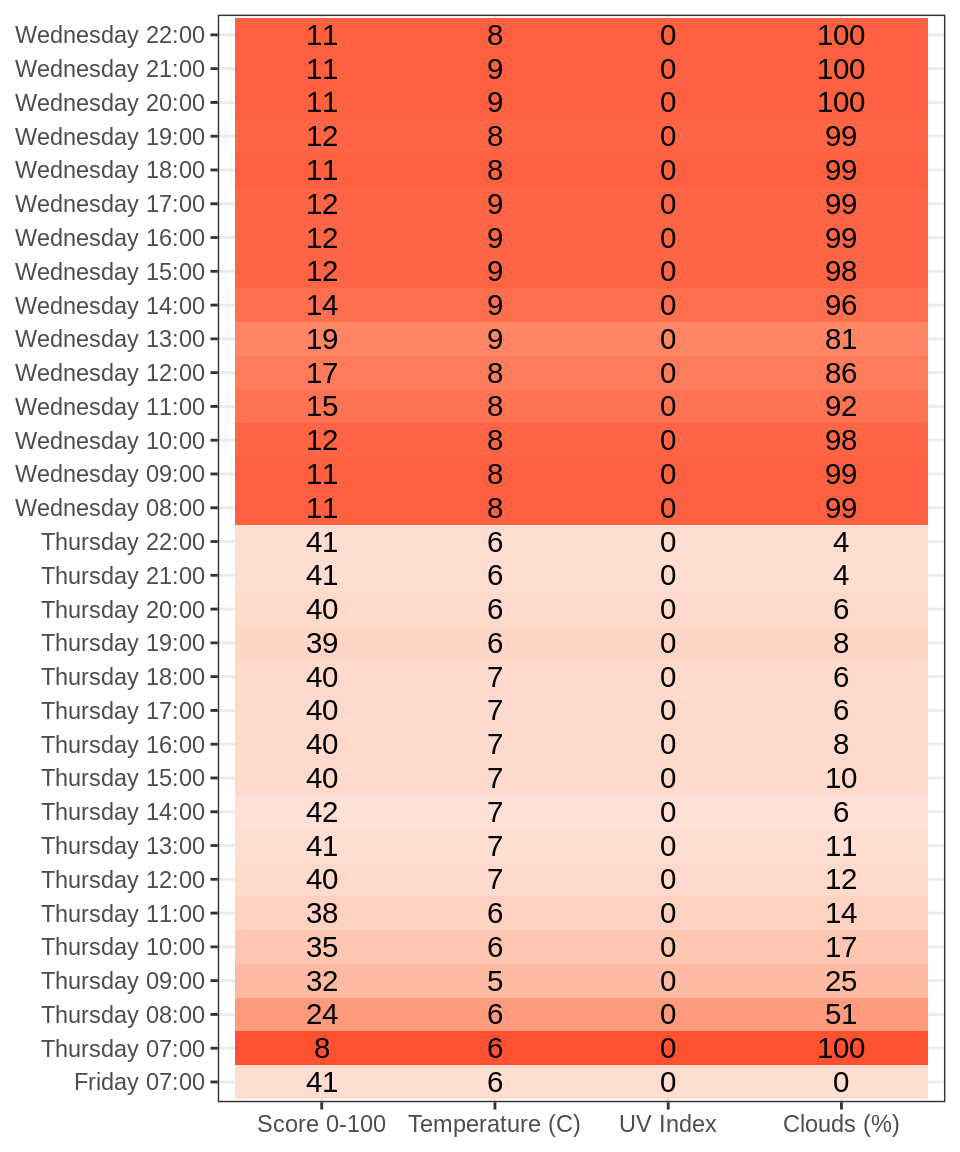 Wednesday 22:00 11 8 0 100
Wednesday 21:00 11 9 0 100
Wednesday 20:00 11 9 0 100
Wednesday 19:00 12 8 0 99
Wednesday 18:00 11 8 0 99
Wednesday 17:00 12 9 0 99
Wednesday 16:00 12 9 0 99
Wednesday 15:00 12 9 0 98
Wednesday 14:00 14 9 0 96
Wednesday 13:00 19 9 0 81
Wednesday 12:00 17 8 0 86
Wednesday 11:00 15 8 0 92
Wednesday 10:00 12 8 0 98
Wednesday 09:00 11 8 0 99
Wednesday 08:00 11 8 0 99
Thursday 22:00 41 6 0 4
Thursday 21:00 41 6 0 4
Thursday 20:00 40 6 0 6
Thursday 19:00 39 6 0 8
Thursday 18:00 40 7 0 6
Thursday 17:00 40 7 0 6
Thursday 16:00 40 7 0 8
Thursday 15:00 40 7 0 10
Thursday 14:00 42 7 0 6
Thursday 13:00 41 7 0 11
Thursday 12:00 40 7 0 12
Thursday 11:00 38 6 0 14
Thursday 10:00 35 6 0 17
Thursday 09:00 32 5 0 25
Thursday 08:00 24 6 0 51
Thursday 07:00 8 6 0 100
Friday 07:00 41 6 0 0
Score 0-100 Temperature (C) UV Index Clouds (%)